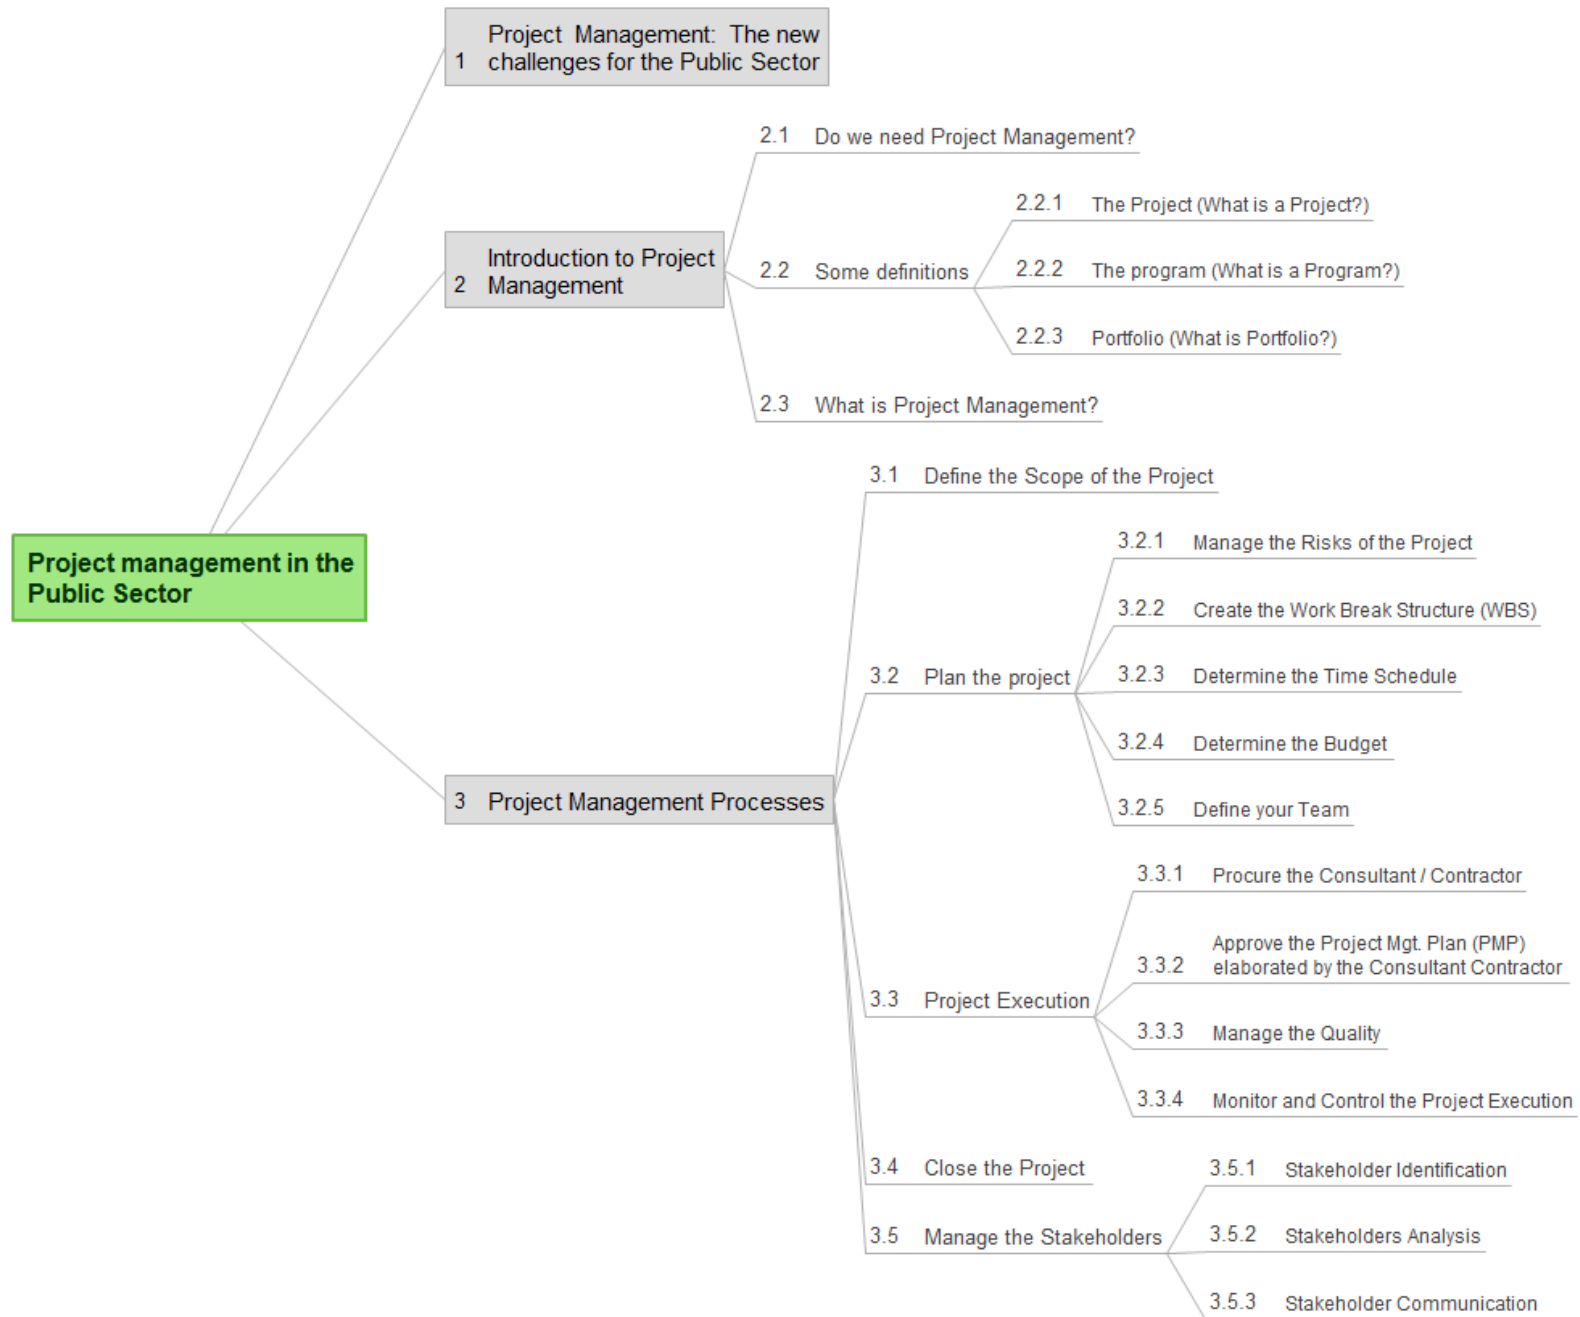 1 Project Management: The new
challenges for the Public Sector
2.1 Do we need Project Management?
2.2.1 The Project (What is a Project?)
2 Introduction to Project
Management
2.2 Some definitions
2.2.2 The program (What is a Program?)
2.2.3 Portfolio (What is Portfolio?)
2.3 What is Project Management?
3.1 Define the Scope of the Project
Project management in the
Public Sector
3.2.1 Manage the Risks of the Project
3.2.2 Create the Work Break Structure (WBS)
3.2 Plan the project
3.2.3 Determine the Time Schedule
3.2.4 Determine the Budget
3 Project Management Processes
3.2.5 Define your Team
3.3.1 Procure the Consultant / Contractor
3.3.2 Approve the Project Mgt. Plan (PMP)
elaborated by the Consultant Contractor
3.3 Project Execution
3.3.3 Manage the Quality
3.3.4 Monitor and Control the Project Execution
3.4 Close the Project
3.5.1 Stakeholder Identification
3.5 Manage the Stakeholders
3.5.2 Stakeholders Analysis
3.5.3 Stakeholder Communication